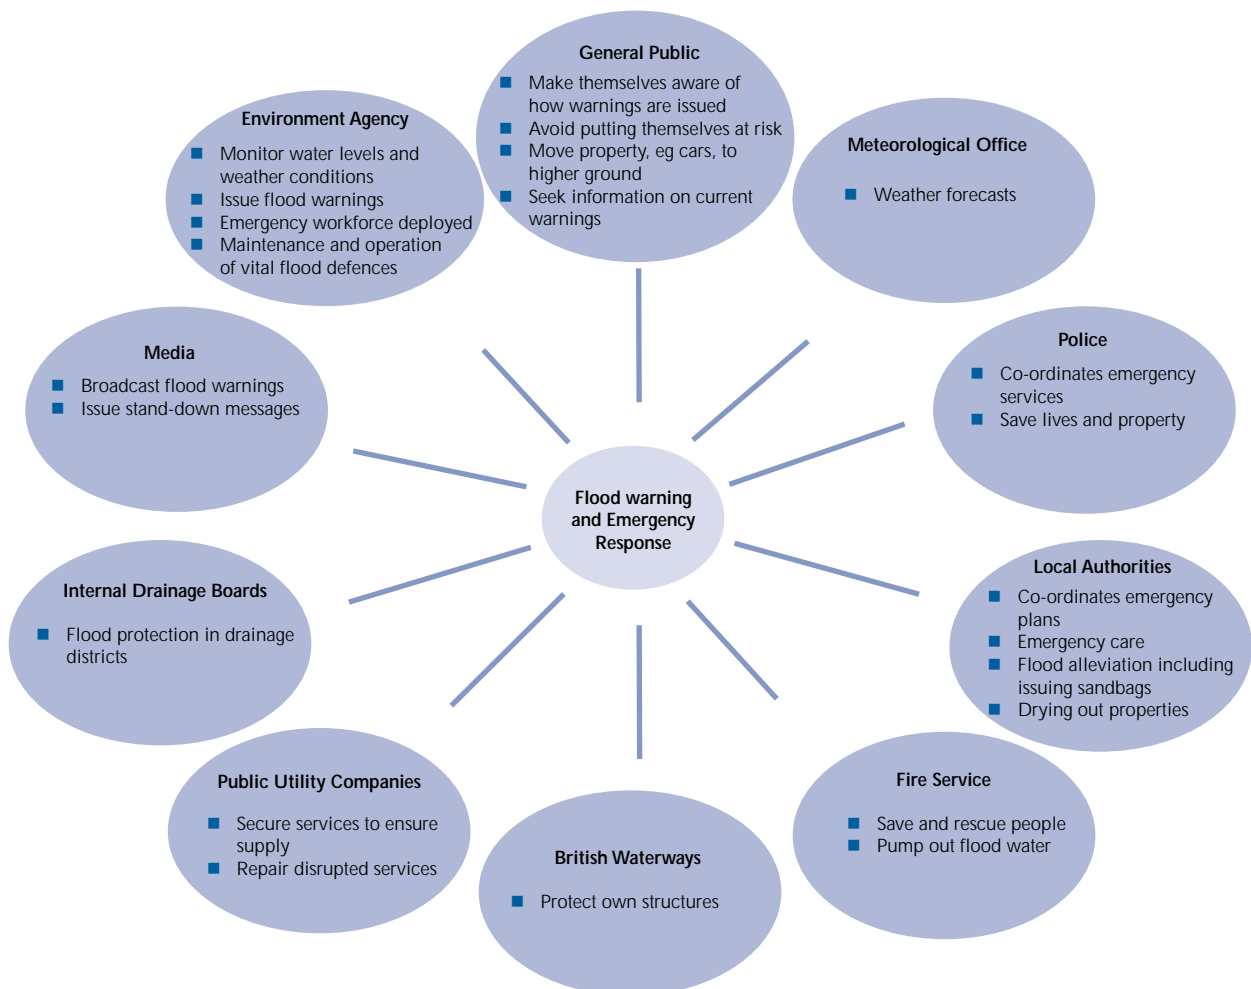 General Public
Make themselves aware of
how warnings are issued
Avoid putting themselves at risk
Move property, eg cars, to
higher ground
Seek information on current
warnings
Environment Agency
Monitor water levels and
weather conditions
Issue flood warnings
Emergency workforce deployed
Maintenance and operation
of vital flood defences
Meteorological Office
Weather forecasts
Media
Broadcast flood warnings
Issue stand-down messages
Police
Co-ordinates emergency
services
Save lives and property
Flood warning
and Emergency
Response
Internal Drainage Boards
Flood protection in drainage
districts
Local Authorities
Co-ordinates emergency
plans
Emergency care
Flood alleviation including
issuing sandbags
Drying out properties
Public Utility Companies
Secure services to ensure
supply
Repair disrupted services
British Waterways
Protect own structures
Fire Service
Save and rescue people
Pump out flood water